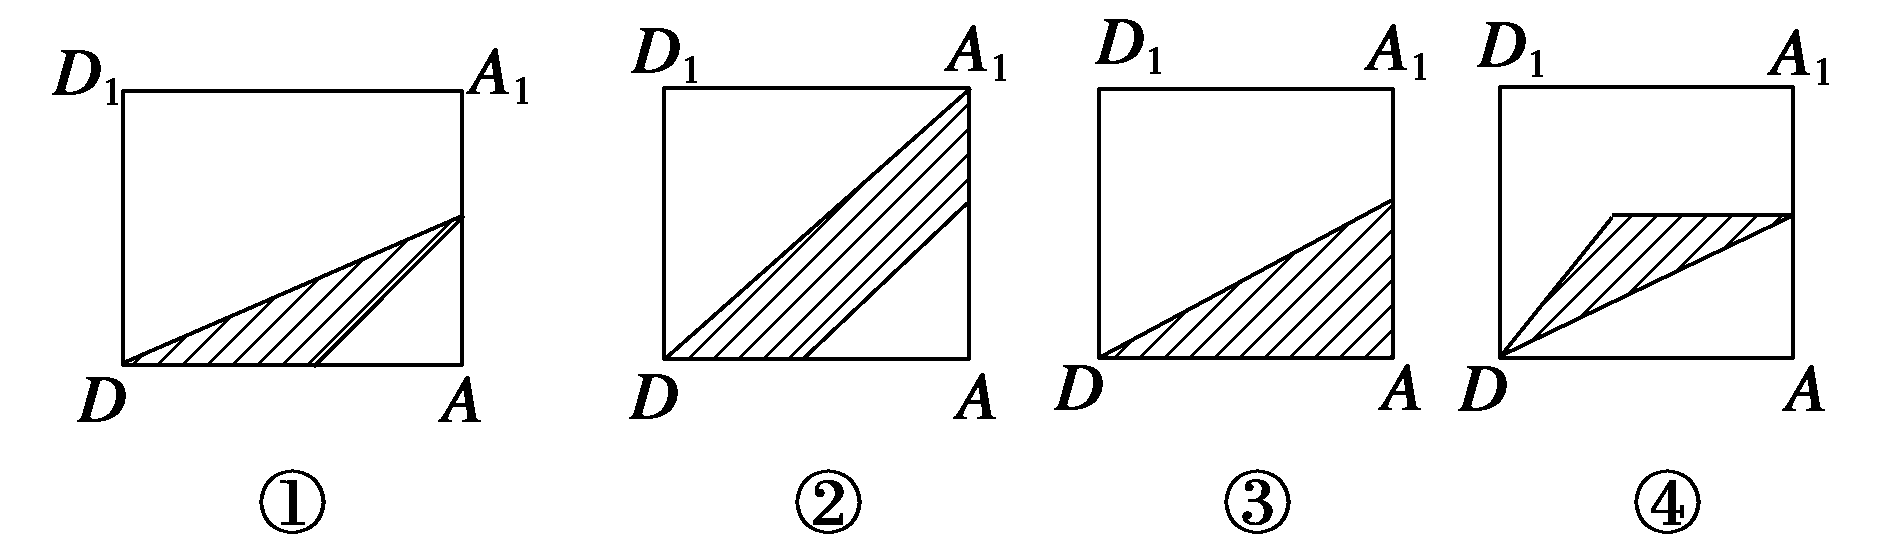 D₁ A₁ D₁ A₁ D₁ A₁ D₁ A₁
D A D A D A D A
① ② ③ ④